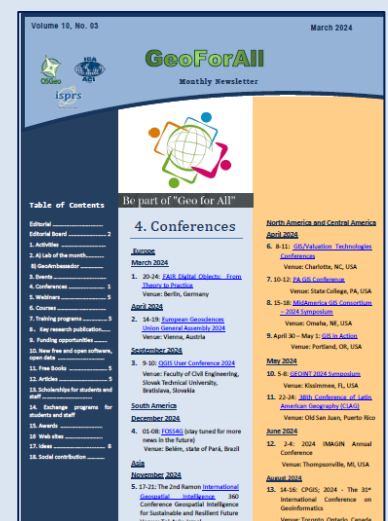 Volume 10, No. 03
March 2024
GeoForAll
Monthly Newsletter
OSGeo
ICA
ACI
isprs
Table of Contents
Editorial
Editorial Board 2
1. Activities
2. A) Lab of the month
B) GeoAmbassador
3. Events
4. Conferences 1
5. Webinars 5
6. Courses
7. Training programs 5
8. Key research publication
9. Funding opportunities
10. New free and open software, open data
11. Free Books 5
12. Articles 5
13. Scholarships for students and staff
14. Exchange programs for students and staff
15. Awards
16 Web sites
17. Ideas 8
18. Social contribution
Be part of "Geo for All"
4. Conferences
Europe
March 2024
1. 20-24: FAIR Digital Objects: From
Theory to Practice
Venue: Berlin, Germany
April 2024
2. 14-19: European Geosciences
Union General Assembly 2024
Venue: Vienna, Austria
September 2024
3. 9-10: QGIS User Conference 2024
Venue: Faculty of Civil Engineering,
Slovak Technical University,
Bratislava, Slovakia
South America
December 2024
4. 01-08: FOSS4G (stay tuned for more
news in the future)
Venue: Belém, state of Pará, Brazil
Asia
November 2024
5. 17-21: The 2nd Ramon International
Geospatial Intelligence 360
Conference Geospatial Intelligence
for Sustainable and Resilient Future
North America and Central America
April 2024
6. 8-11: GIS/Valuation Technologies
Conferences
Venue: Charlotte, NC, USA
7. 10-12: PA GIS Conference
Venue: State College, PA, USA
8. 15-18: MidAmerica GIS Consortium
– 2024 Symposium
Venue: Omaha, NE, USA
9. April 30 – May 1: GIS in Action
Venue: Portland, OR, USA
May 2024
10. 5-8: GEOINT 2024 Symposium
Venue: Kissimmee, FL, USA
11. 22-24: 38th Conference of Latin
American Geography (CLAG)
Venue: Old San Juan, Puerto Rico
June 2024
12. 2-4: 2024 IMAGIN Annual
Conference
Venue: Thompsonville, MI, USA
August 2024
13. 14-16: CPGIS; 2024 - The 31st
International Conference on
Geoinformatics
Venue: Toronto, Ontario, Canada